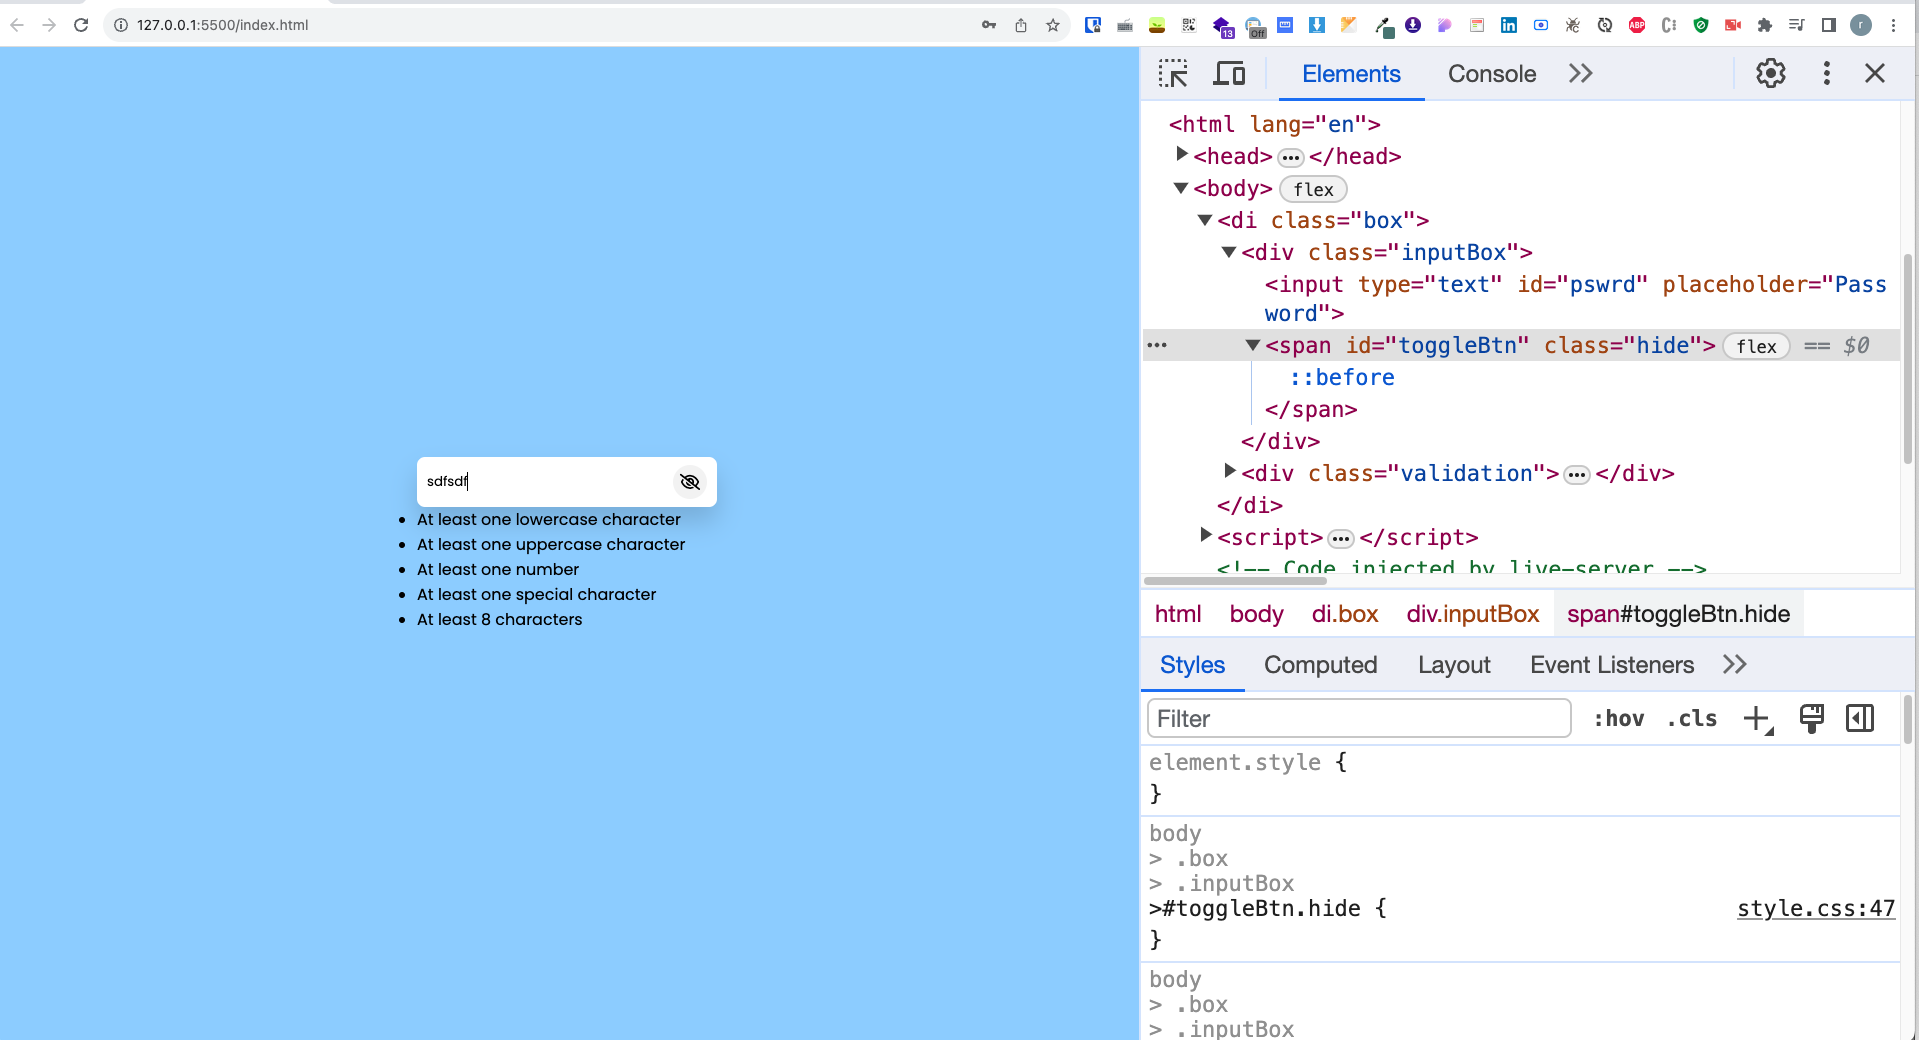 127.0.0.1:5500/index.html
13
Off
ABP
r
Elements Console
<html lang="en">
<head> ••• </head>
<body> flex
<di class="box">
<div class="inputBox">
<input type="text" id="pswrd" placeholder="Pass
word">
••• <span id="toggleBtn" class="hide"> flex == $0
::before
</span>
</div>
<div class="validation"> ••• </div>
</di>
<script> ••• </script>
<!-- Code injected by live-server -->
sdfsdf
• At least one lowercase character
• At least one uppercase character
• At least one number
• At least one special character
• At least 8 characters
html body di.box div.inputBox span#toggleBtn.hide
Styles Computed Layout Event Listeners
Filter :hov .cls
element.style {
}
body
> .box
> .inputBox
>#toggleBtn.hide { style.css:47
}
body
> .box
> .inputBox